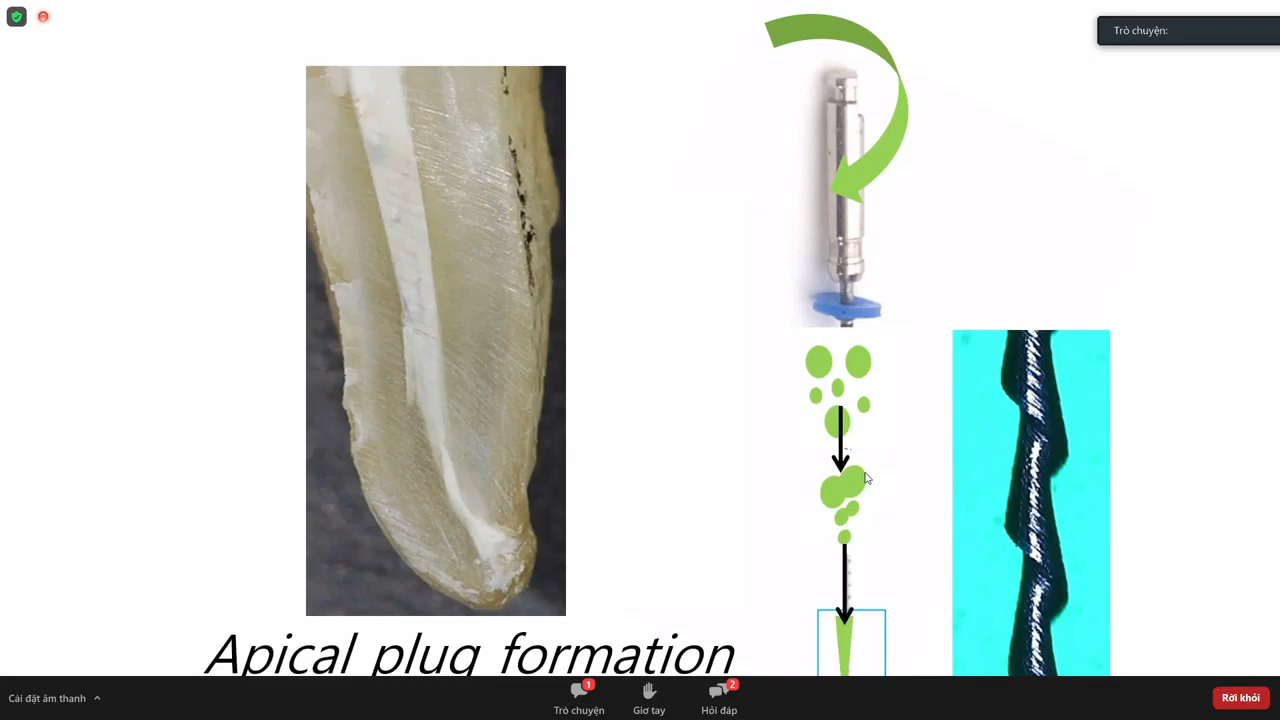 Trò chuyện:
Apical plug formation
Cài đặt âm thanh
1
Trò chuyện
Giơ tay
2
Hỏi đáp
Rời khỏi